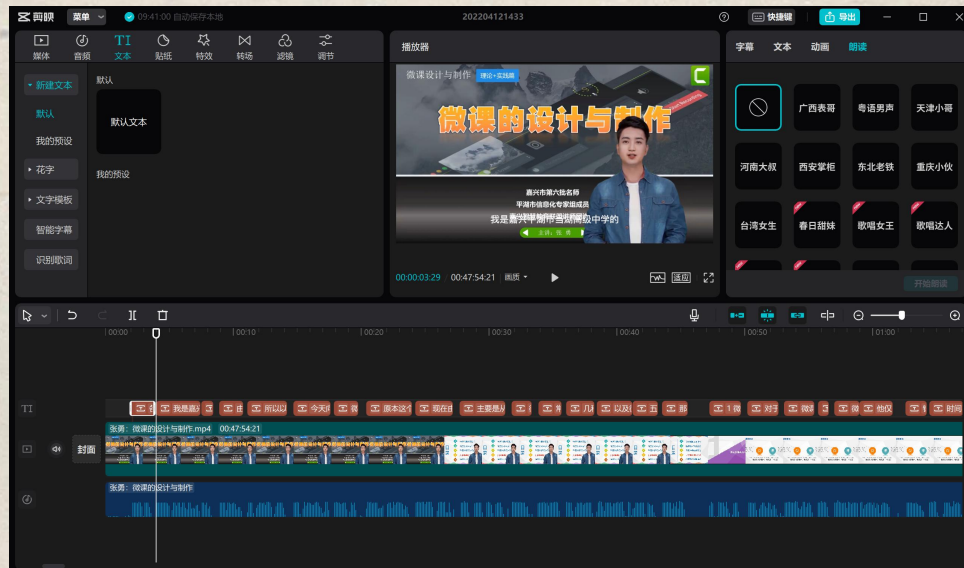 剪映 菜单 09:41:00 自动保存本地 202204121433 快捷键 导出
媒体 音频 文本 贴纸 特效 转场 滤镜 调节
TI
新建文本
默认
我的预设
花字
文字模板
智能字幕
识别歌词
默认
默认文本
我的预设
播放器
微课设计与制作 理论+实践篇
微课的设计与制作
嘉兴市第六批名师
平湖市信息化专家组成员
我是嘉兴平湖市当湖高级中学的
00:00:03:29 00:47:54:21 画质 适应
字幕 文本 动画 朗读
广西表哥 粤语男声 天津小哥
河南大叔 西安掌柜 东北老铁 重庆小伙
台湾女生 春日甜妹 歌唱女王 歌唱达人
开始朗读
00:00 00:10 00:20 00:30 00:40 00:50 01:00
TI
我是嘉 由 所以以 今天 微 原本这个 现在 主要是 几 以及 五 那 1 微 对于 微 微 他仅 时间
张勇：微课的设计与制作.mp4 00:47:54:21
封面
张勇：微课的设计与制作